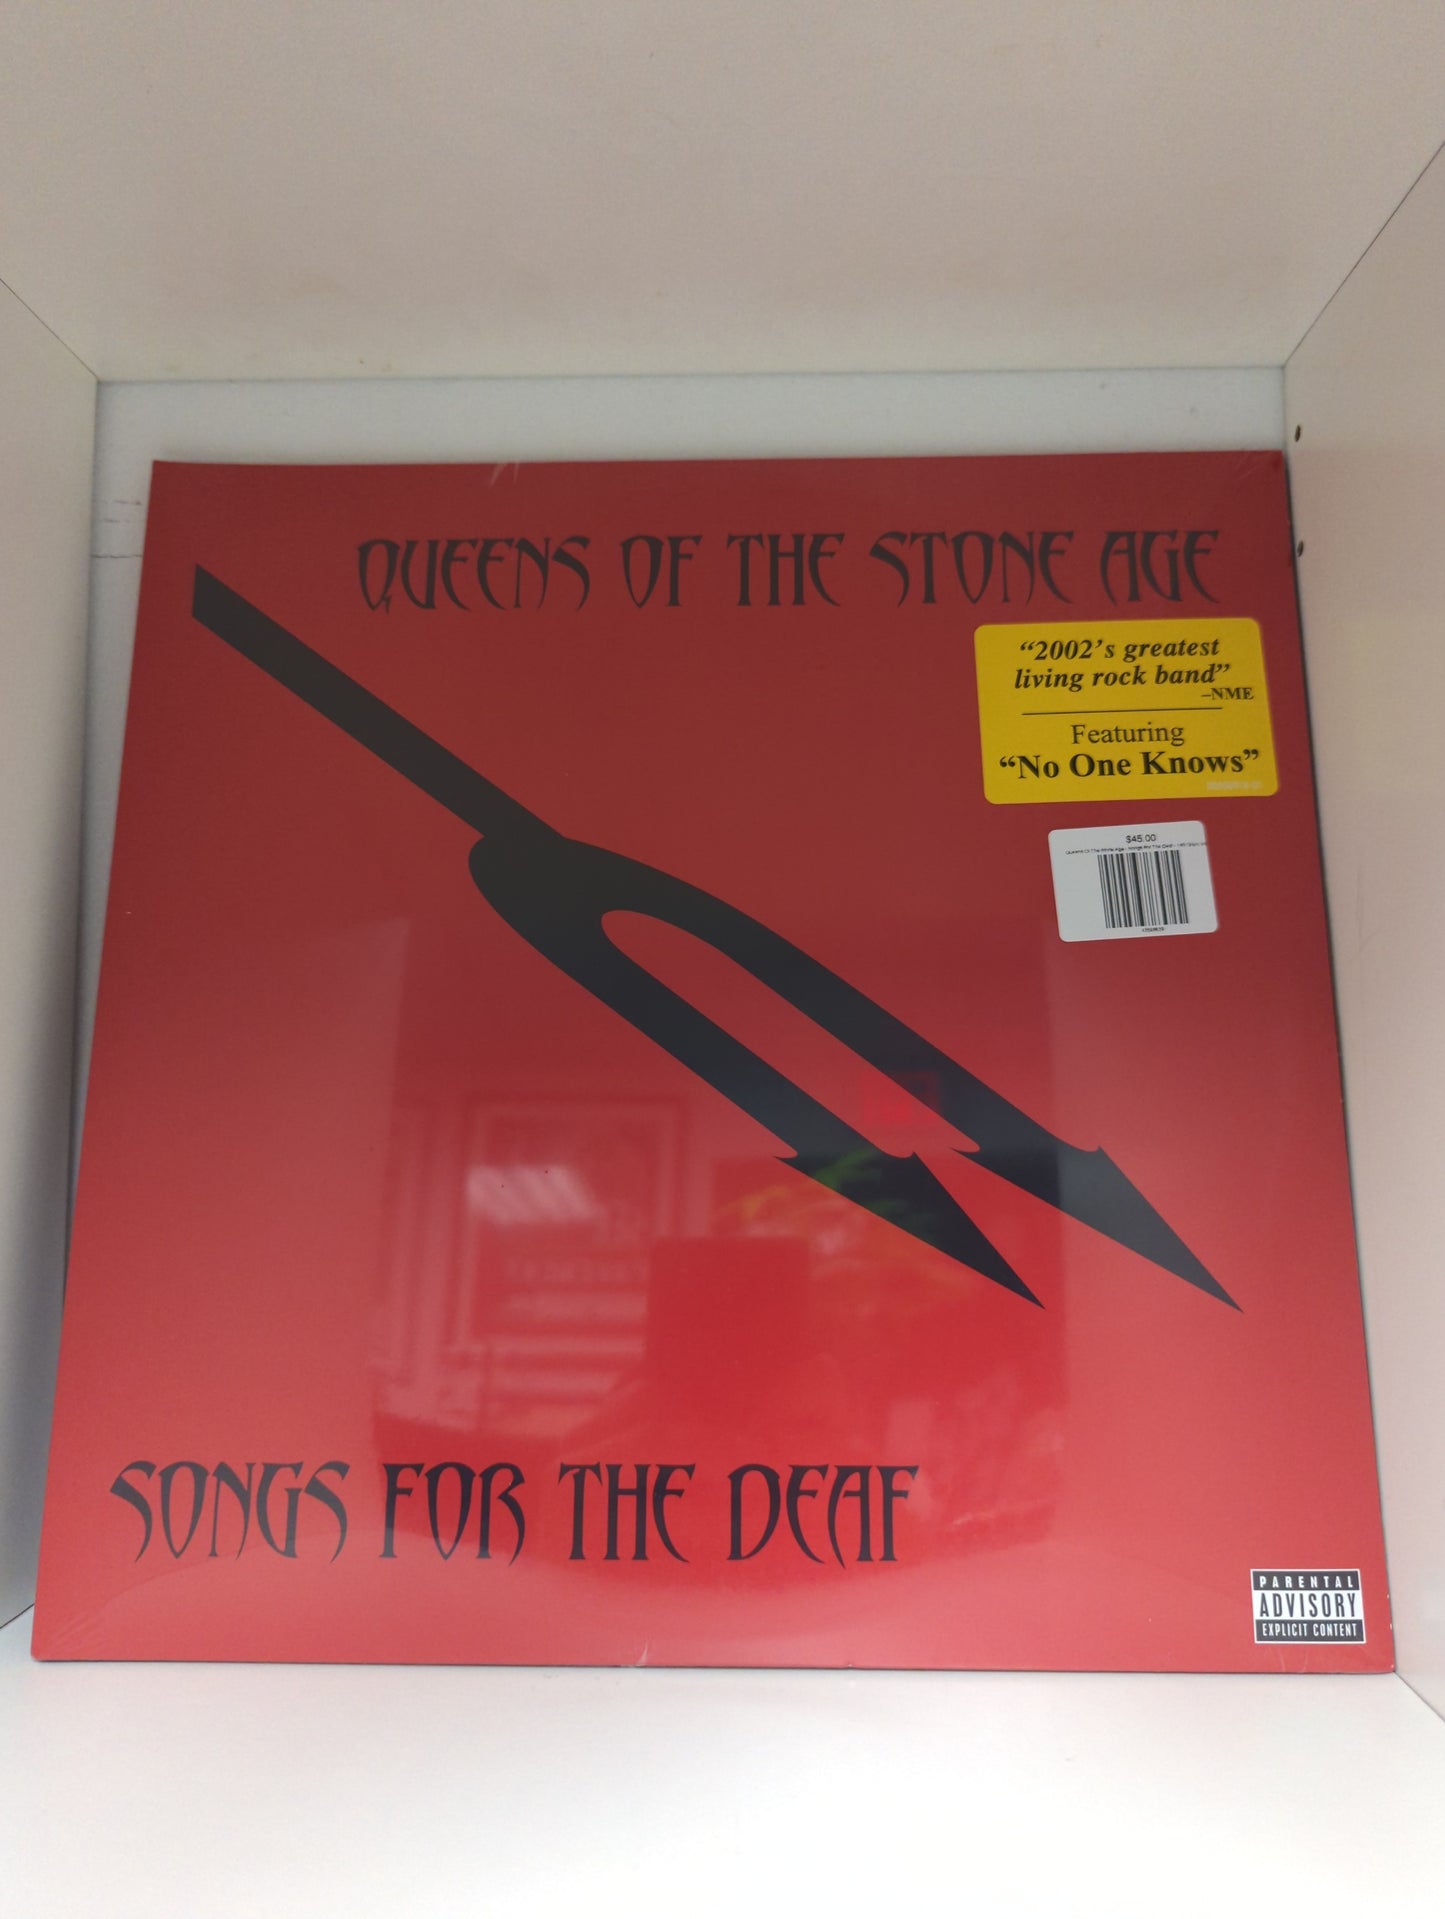 QUEENS OF THE STONE AGE
“2002’s greatest
living rock band”
–NME
Featuring
“No One Knows”
$45.00
SONGS FOR THE DEAF
PARENTAL
ADVISORY
EXPLICIT CONTENT